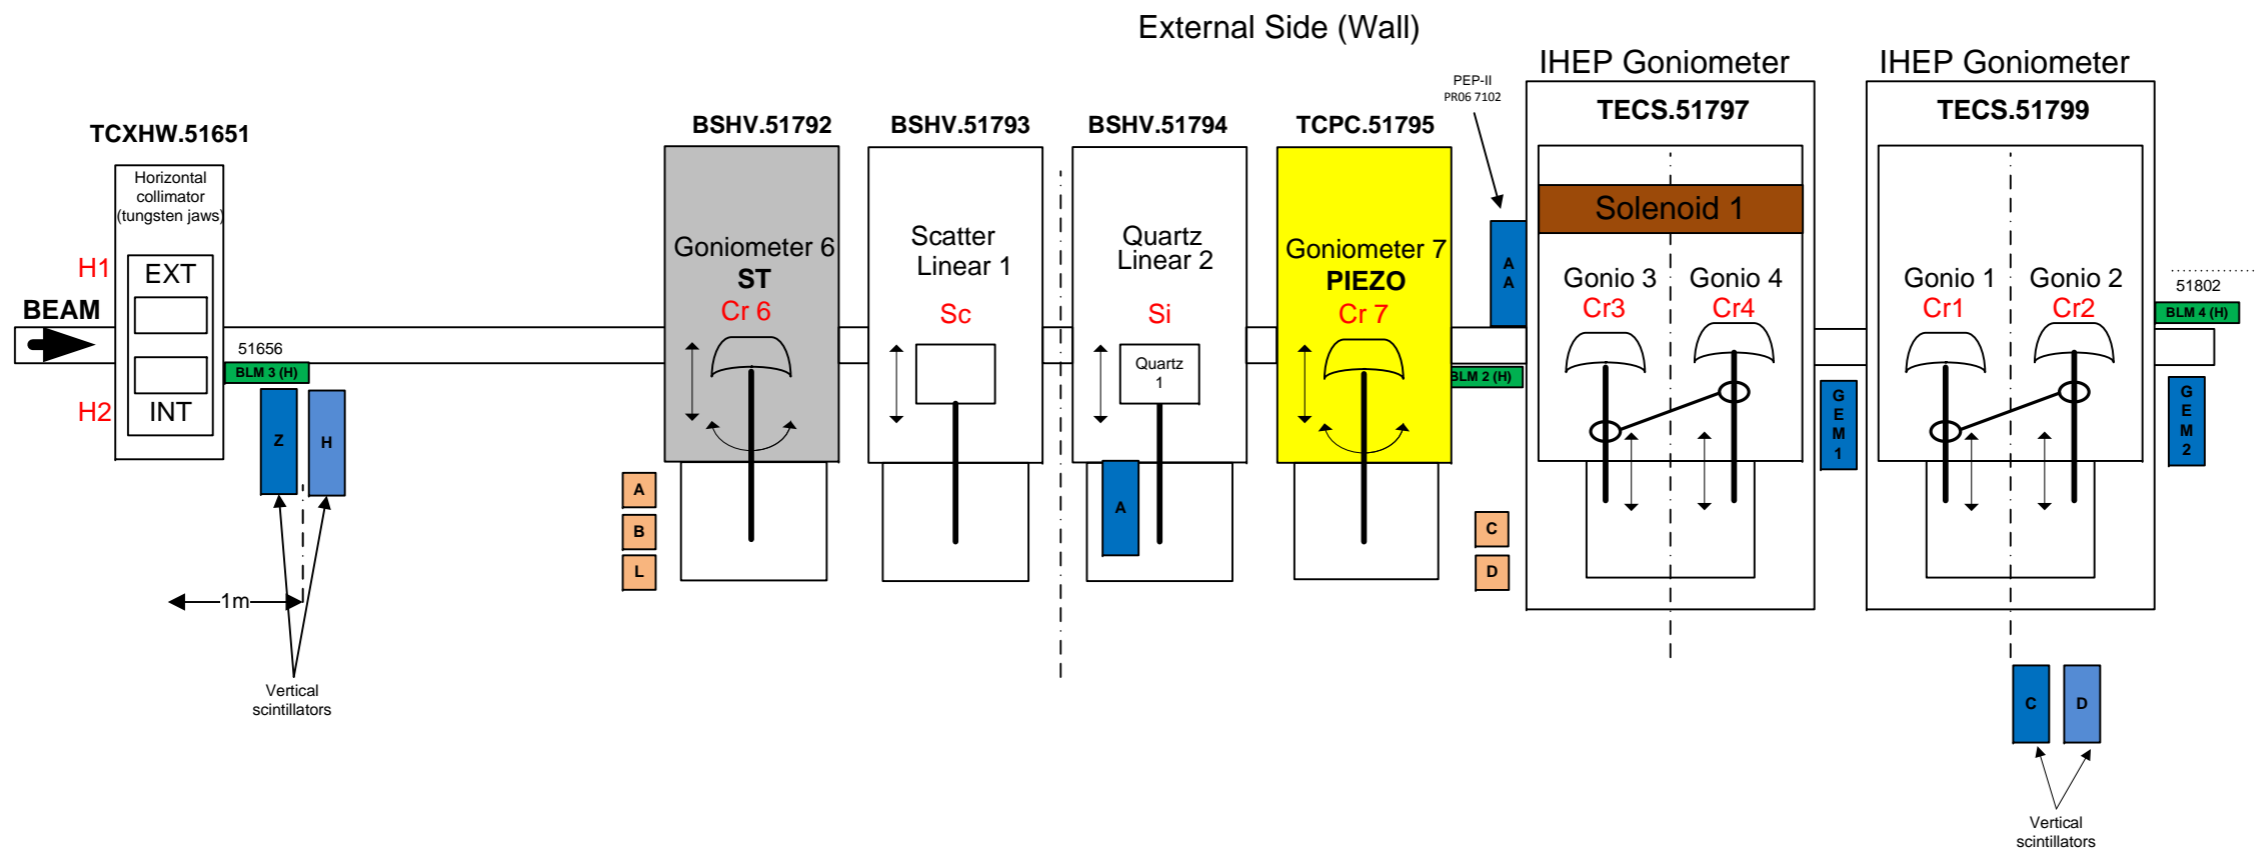 External Side (Wall)
IHEP Goniometer
IHEP Goniometer
PEP-II
PR06 7102
TCXHW.51651
BSHV.51792
BSHV.51793
BSHV.51794
TCPC.51795
TECS.51797
TECS.51799
Horizontal
collimator
(tungsten jaws)
H1
EXT
BEAM
INT
H2
51656
BLM 3 (H)
Z
H
1m
Vertical
scintillators
Goniometer 6
ST
Cr 6
A
B
L
Scatter
Linear 1
Sc
Quartz
Linear 2
Si
Quartz
1
A
Goniometer 7
PIEZO
Cr 7
BLM 2 (H)
A
A
C
D
Solenoid 1
Gonio 3
Cr3
Gonio 4
Cr4
G
E
M
1
Gonio 1
Cr1
Gonio 2
Cr2
51802
BLM 4 (H)
G
E
M
2
C
D
Vertical
scintillators